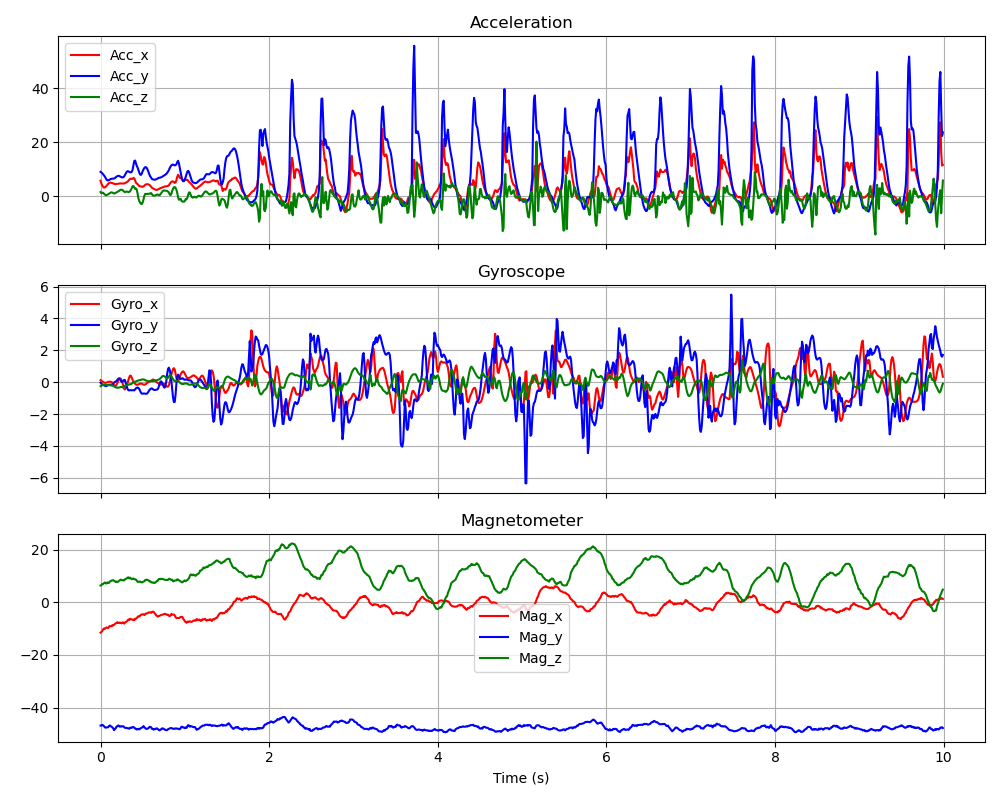 Acceleration
Acc_x
Acc_y
Acc_z
40
20
0
Gyroscope
Gyro_x
Gyro_y
Gyro_z
6
4
2
0
−2
−4
−6
Magnetometer
Mag_x
Mag_y
Mag_z
20
0
−20
−40
0 2 4 6 8 10
Time (s)